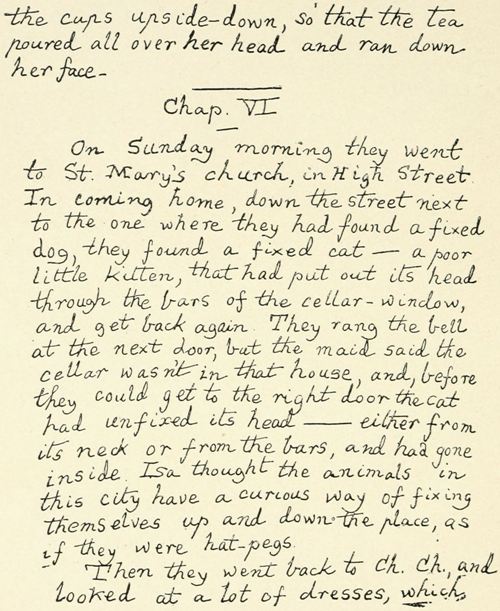 the cups upside-down, so that the tea
poured all over her head and ran down
her face-
Chap. VI
On Sunday morning they went
to St. Mary's church, in High Street.
In coming home, down the street next
to the one where they had found a fixed
dog, they found a fixed cat — a poor
little kitten, that had put out its head
through the bars of the cellar-window,
and get back again. They rang the bell
at the next door, but the maid said the
cellar wasn't in that house, and, before
they could get to the right door the cat
had unfixed its head —— either from
its neck or from the bars, and had gone
inside. Isa thought the animals in
this city have a curious way of fixing
themselves up and down the place, as
if they were hat-pegs.
Then they went back to Ch. Ch., and
looked at a lot of dresses, which